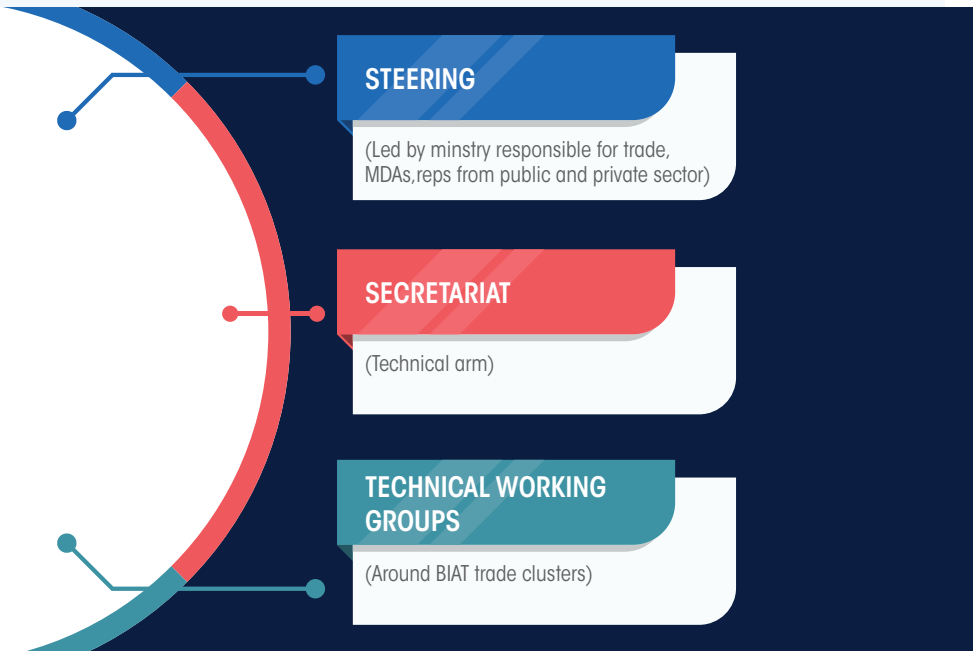 STEERING
(Led by minstry responsible for trade,
MDAs,reps from public and private sector)
SECRETARIAT
(Technical arm)
TECHNICAL WORKING
GROUPS
(Around BIAT trade clusters)